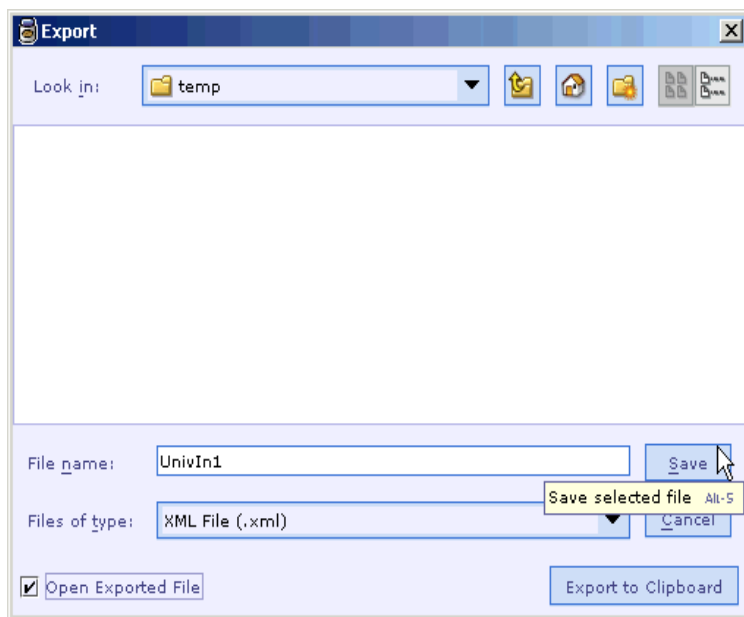 Export
Look in: temp
File name: UnivIn1 Save
Save selected file Alt-S
Files of type: XML File (.xml) Cancel
Open Exported File Export to Clipboard